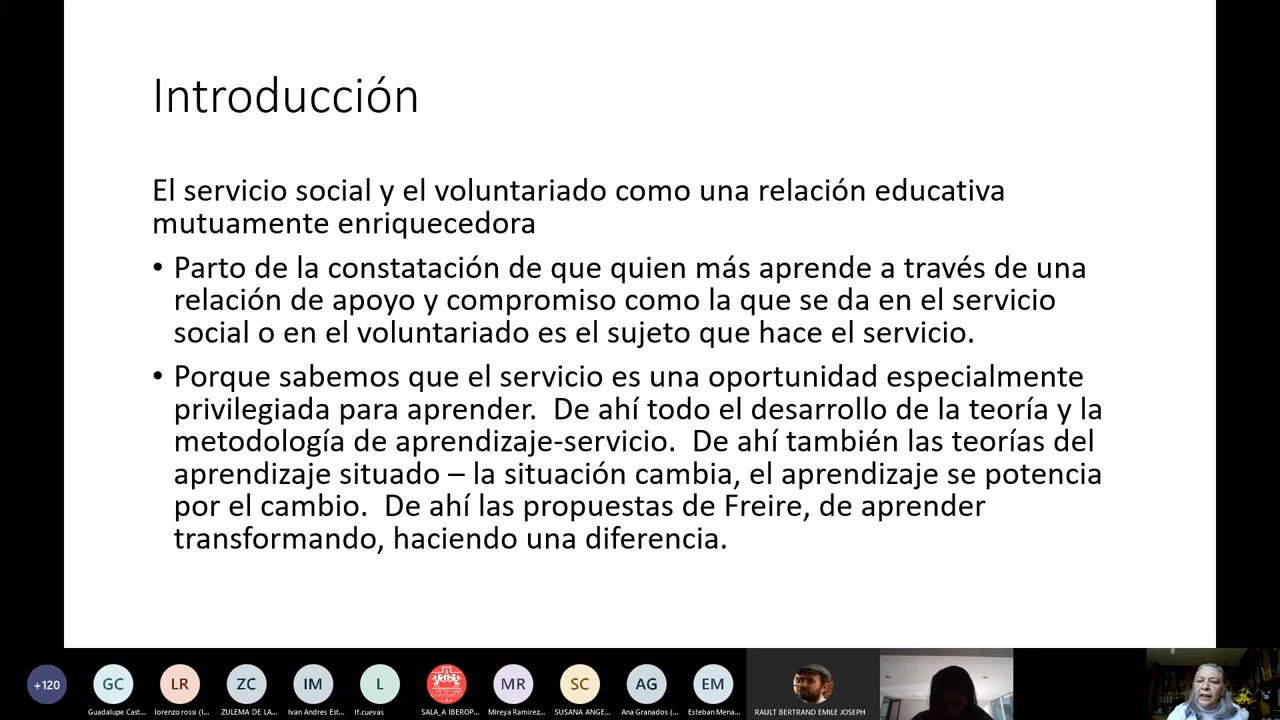 Introducción
El servicio social y el voluntariado como una relación educativa
mutuamente enriquecedora
• Parto de la constatación de que quien más aprende a través de una
relación de apoyo y compromiso como la que se da en el servicio
social o en el voluntariado es el sujeto que hace el servicio.
• Porque sabemos que el servicio es una oportunidad especialmente
privilegiada para aprender.  De ahí todo el desarrollo de la teoría y la
metodología de aprendizaje-servicio.  De ahí también las teorías del
aprendizaje situado – la situación cambia, el aprendizaje se potencia
por el cambio.  De ahí las propuestas de Freire, de aprender
transformando, haciendo una diferencia.
+120 GC LR ZC IM L MR SC AG EM
Guadalupe Cast... lorenzo rossi (I... ZULEMA DE LA... Ivan Andres Est... lf.cuevas SALA_A IBEROP... Mireya Ramirez... SUSANA ANGE... Ana Granados (... Esteban Mena... RAULT BERTRAND EMILE JOSEPH